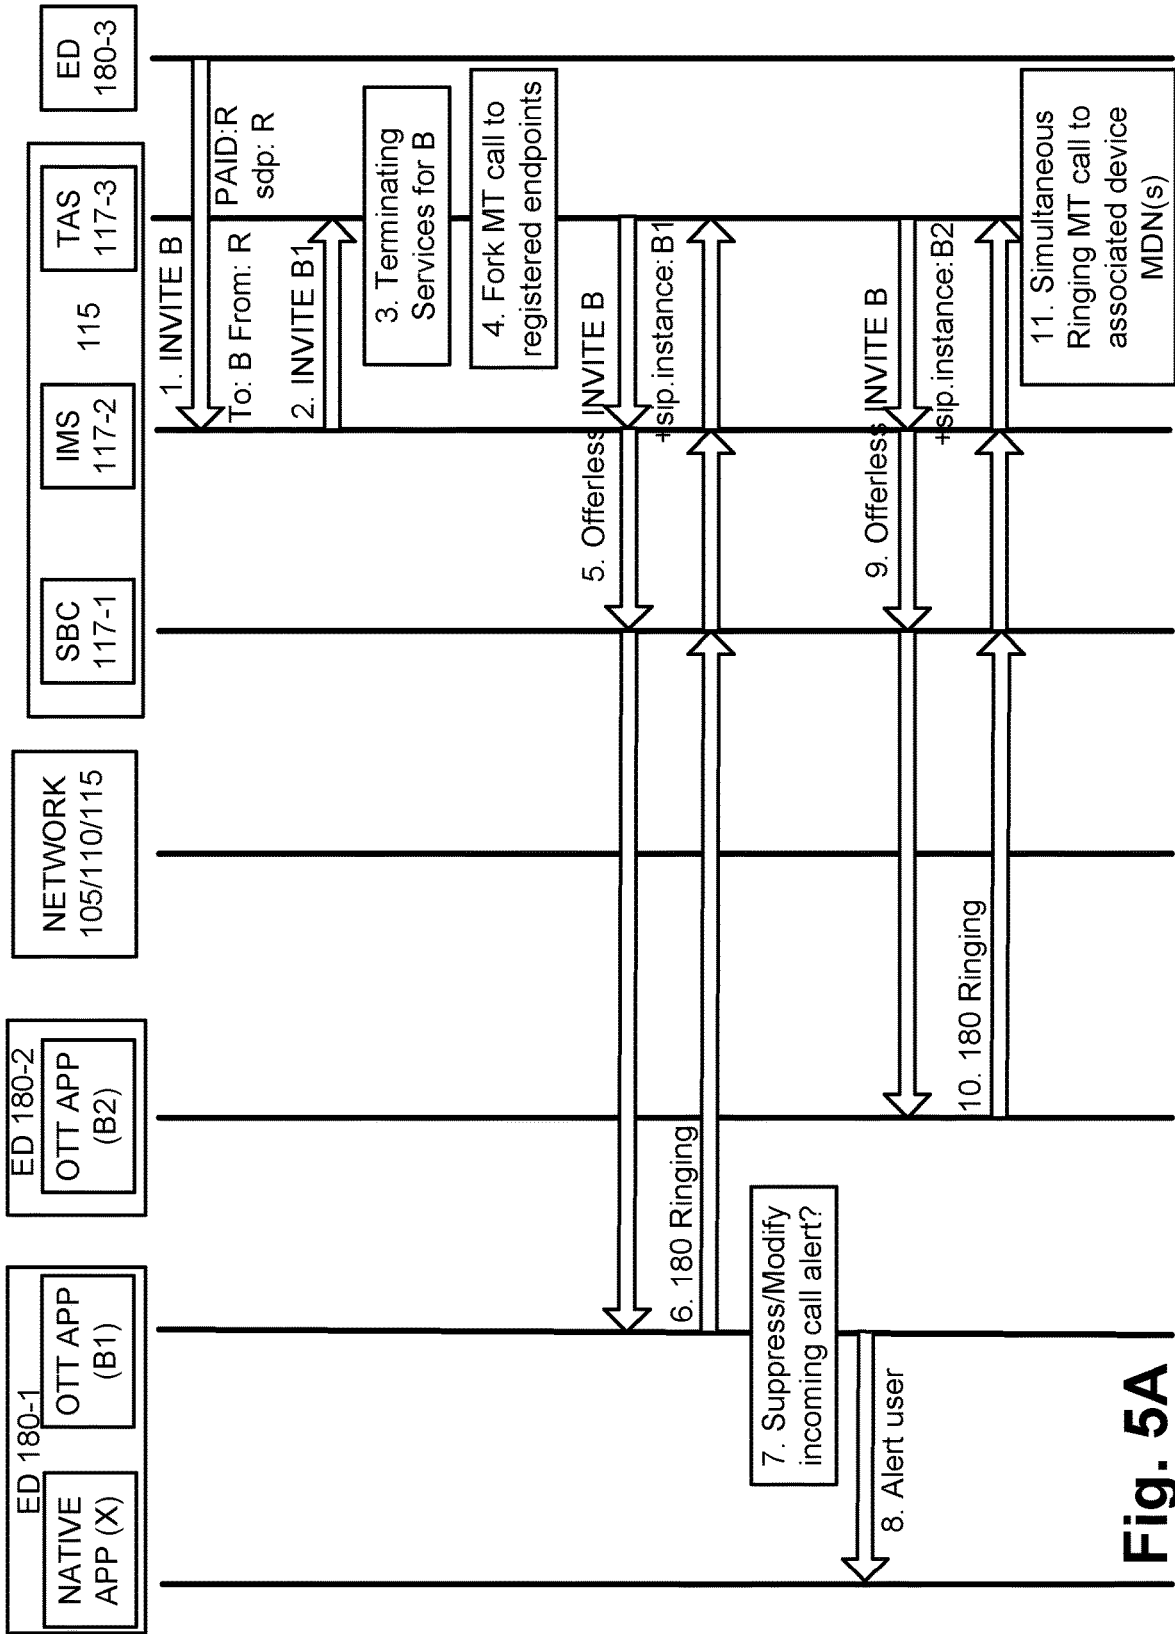 ED 180-1
NATIVE
APP (X)
OTT APP
(B1)
ED 180-2
OTT APP
(B2)
NETWORK
105/110/115
SBC
117-1
IMS
117-2
115
TAS
117-3
ED
180-3
1. INVITE B
PAID:R
To: B From: R
sdp: R
2. INVITE B1
3. Terminating
Services for B
4. Fork MT call to
registered endpoints
5. Offerless INVITE B
+sip.instance:B1
6. 180 Ringing
7. Suppress/Modify
incoming call alert?
8. Alert user
9. Offerless INVITE B
+sip.instance:B2
10. 180 Ringing
11. Simultaneous
Ringing MT call to
associated device
MDN(s)
Fig. 5A